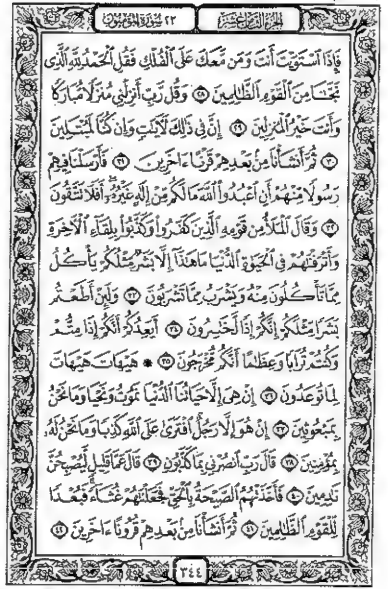 الجزء الثامن عشر ٢٣ سورة المؤمنون
فَإِذَا ٱسْتَوَيْتَ أَنتَ وَمَن مَّعَكَ عَلَى ٱلْفُلْكِ فَقُلِ ٱلْحَمْدُ لِلَّهِ ٱلَّذِى
نَجَّىٰنَا مِنَ ٱلْقَوْمِ ٱلظَّٰلِمِينَ ٢٨ وَقُل رَّبِّ أَنزِلْنِى مُنزَلًا مُّبَارَكًا
وَأَنتَ خَيْرُ ٱلْمُنزِلِينَ ٢٩ إِنَّ فِى ذَٰلِكَ لَءَايَٰتٍ وَإِن كُنَّا لَمُبْتَلِينَ
٣٠ ثُمَّ أَنشَأْنَا مِنۢ بَعْدِهِمْ قَرْنًا ءَاخَرِينَ ٣١ فَأَرْسَلْنَا فِيهِمْ
رَسُولًا مِّنْهُمْ أَنِ ٱعْبُدُوا۟ ٱللَّهَ مَا لَكُم مِّنْ إِلَٰهٍ غَيْرُهُۥٓ أَفَلَا تَتَّقُونَ
٣٢ وَقَالَ ٱلْمَلَأُ مِن قَوْمِهِ ٱلَّذِينَ كَفَرُوا۟ وَكَذَّبُوا۟ بِلِقَآءِ ٱلْءَاخِرَةِ
وَأَتْرَفْنَٰهُمْ فِى ٱلْحَيَوٰةِ ٱلدُّنْيَا مَا هَٰذَآ إِلَّا بَشَرٌ مِّثْلُكُمْ يَأْكُلُ
مِمَّا تَأْكُلُونَ مِنْهُ وَيَشْرَبُ مِمَّا تَشْرَبُونَ ٣٣ وَلَئِنْ أَطَعْتُم
بَشَرًا مِّثْلَكُمْ إِنَّكُمْ إِذًا لَّخَٰسِرُونَ ٣٤ أَيَعِدُكُمْ أَنَّكُمْ إِذَا مِتُّمْ
وَكُنتُمْ تُرَابًا وَعِظَٰمًا أَنَّكُم مُّخْرَجُونَ ٣٥ * هَيْهَاتَ هَيْهَاتَ
لِمَا تُوعَدُونَ ٣٦ إِنْ هِىَ إِلَّا حَيَاتُنَا ٱلدُّنْيَا نَمُوتُ وَنَحْيَا وَمَا نَحْنُ
بِمَبْعُوثِينَ ٣٧ إِنْ هُوَ إِلَّا رَجُلٌ ٱفْتَرَىٰ عَلَى ٱللَّهِ كَذِبًا وَمَا نَحْنُ لَهُۥ
بِمُؤْمِنِينَ ٣٨ قَالَ رَبِّ ٱنصُرْنِى بِمَا كَذَّبُونِ ٣٩ قَالَ عَمَّا قَلِيلٍ لَّيُصْبِحُنَّ
نَٰدِمِينَ ٤٠ فَأَخَذَتْهُمُ ٱلصَّيْحَةُ بِٱلْحَقِّ فَجَعَلْنَٰهُمْ غُثَآءً فَبُعْدًا
لِّلْقَوْمِ ٱلظَّٰلِمِينَ ٤١ ثُمَّ أَنشَأْنَا مِنۢ بَعْدِهِمْ قُرُونًا ءَاخَرِينَ ٤٢
٣٤٤